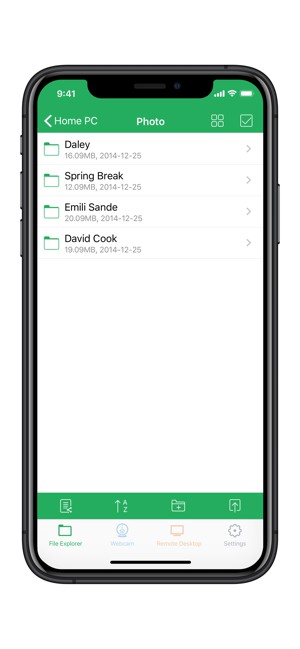 9:41
Home PC
Photo
Daley
16.09MB, 2014-12-25
Spring Break
12.09MB, 2014-12-25
Emili Sande
20.09MB, 2014-12-25
David Cook
19.09MB, 2014-12-25
A
Z
File Explorer
Webcam
Remote Desktop
Settings